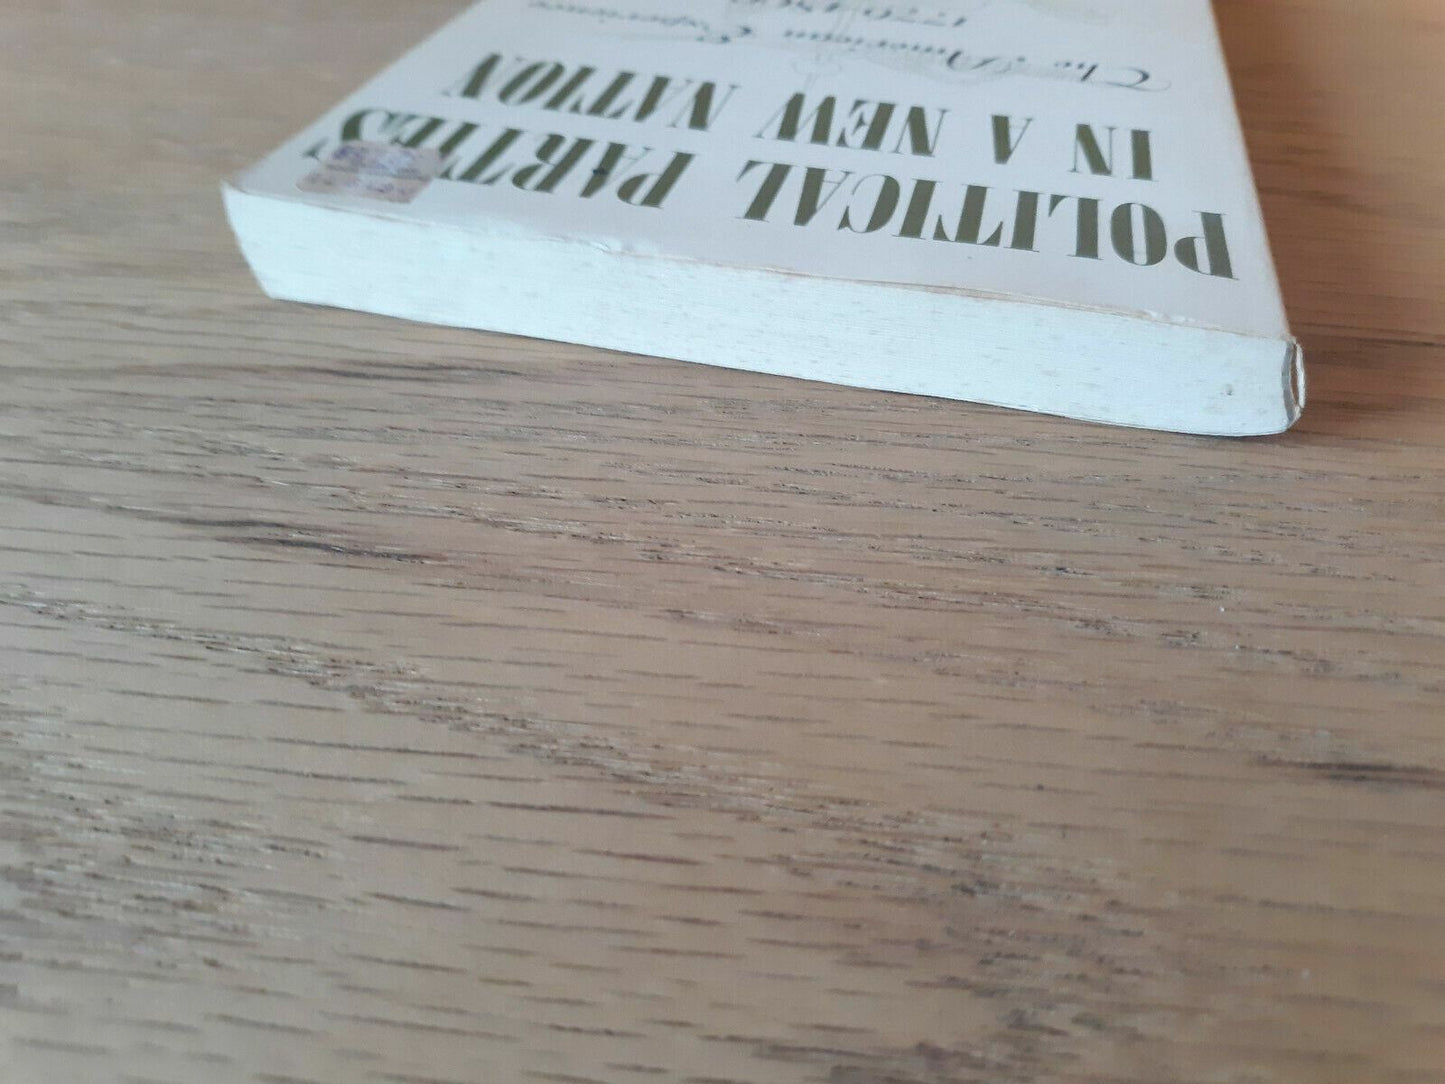 POLITICAL PARTIES
IN A NEW NATION
The American Experience